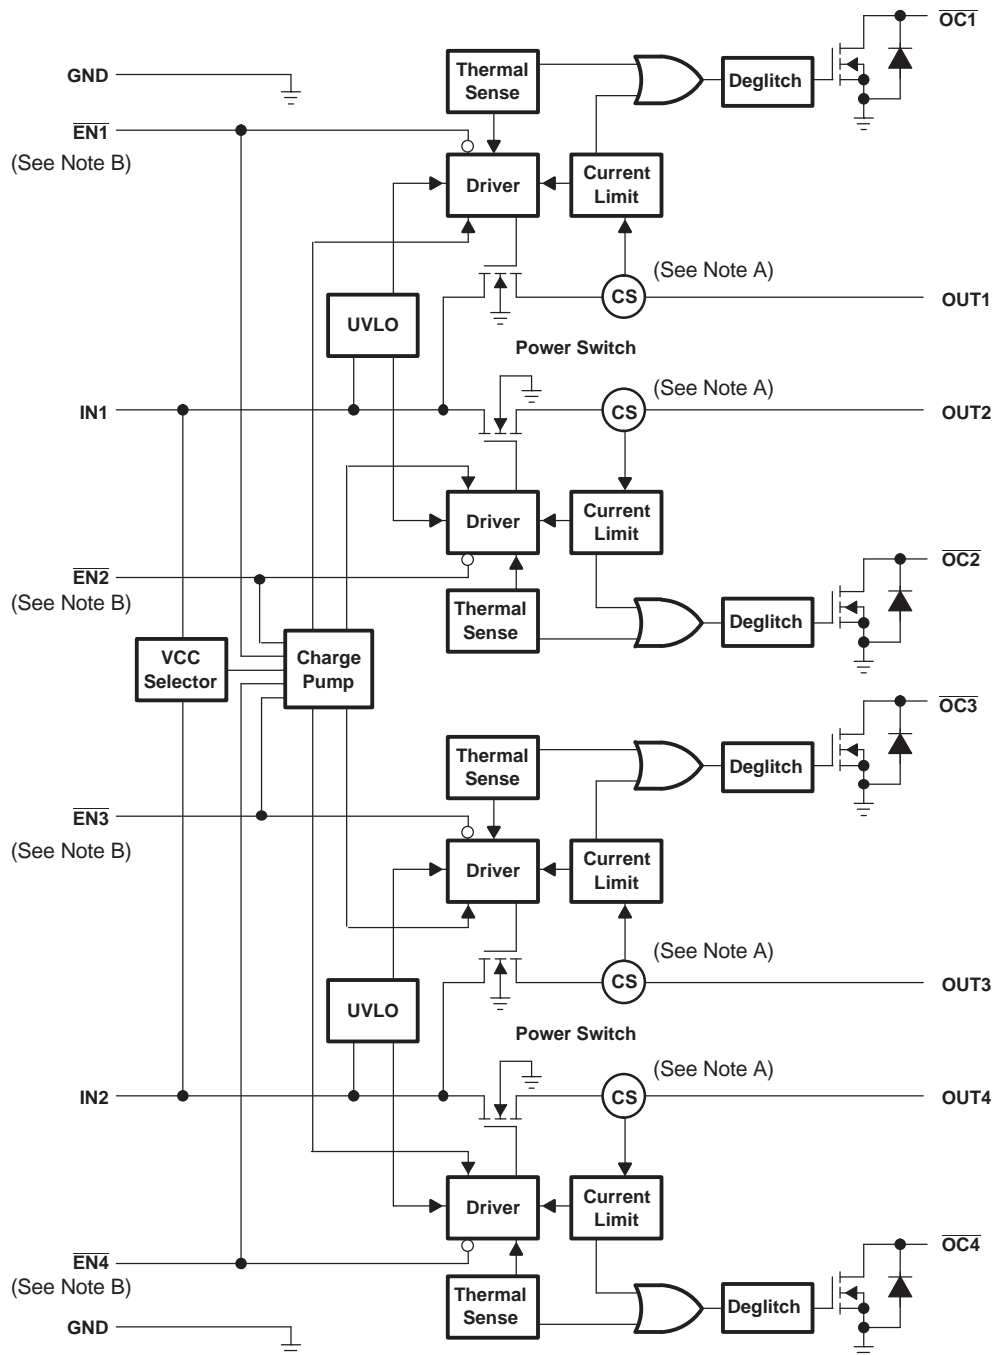 OC1
GND
Thermal
Sense
Deglitch
EN1
(See Note B)
Driver
Current
Limit
(See Note A)
CS
OUT1
UVLO
Power Switch
(See Note A)
IN1
CS
OUT2
Driver
Current
Limit
EN2
(See Note B)
OC2
Thermal
Sense
Deglitch
VCC
Selector
Charge
Pump
OC3
Thermal
Sense
Deglitch
EN3
(See Note B)
Driver
Current
Limit
(See Note A)
CS
OUT3
UVLO
Power Switch
(See Note A)
IN2
CS
OUT4
Driver
Current
Limit
EN4
(See Note B)
OC4
Thermal
Sense
Deglitch
GND